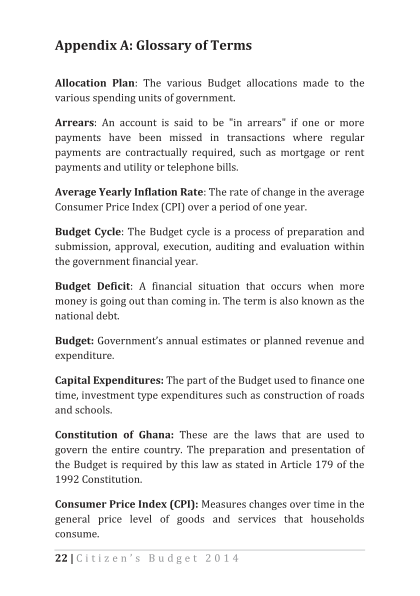 Appendix A: Glossary of Terms
Allocation Plan: The various Budget allocations made to the
various spending units of government.
Arrears: An account is said to be "in arrears" if one or more
payments have been missed in transactions where regular
payments are contractually required, such as mortgage or rent
payments and utility or telephone bills.
Average Yearly Inflation Rate: The rate of change in the average
Consumer Price Index (CPI) over a period of one year.
Budget Cycle: The Budget cycle is a process of preparation and
submission, approval, execution, auditing and evaluation within
the government financial year.
Budget Deficit: A financial situation that occurs when more
money is going out than coming in. The term is also known as the
national debt.
Budget: Government's annual estimates or planned revenue and
expenditure.
Capital Expenditures: The part of the Budget used to finance one
time, investment type expenditures such as construction of roads
and schools.
Constitution of Ghana: These are the laws that are used to
govern the entire country. The preparation and presentation of
the Budget is required by this law as stated in Article 179 of the
1992 Constitution.
Consumer Price Index (CPI): Measures changes over time in the
general price level of goods and services that households
consume.
22 | Citizen's Budget 2014